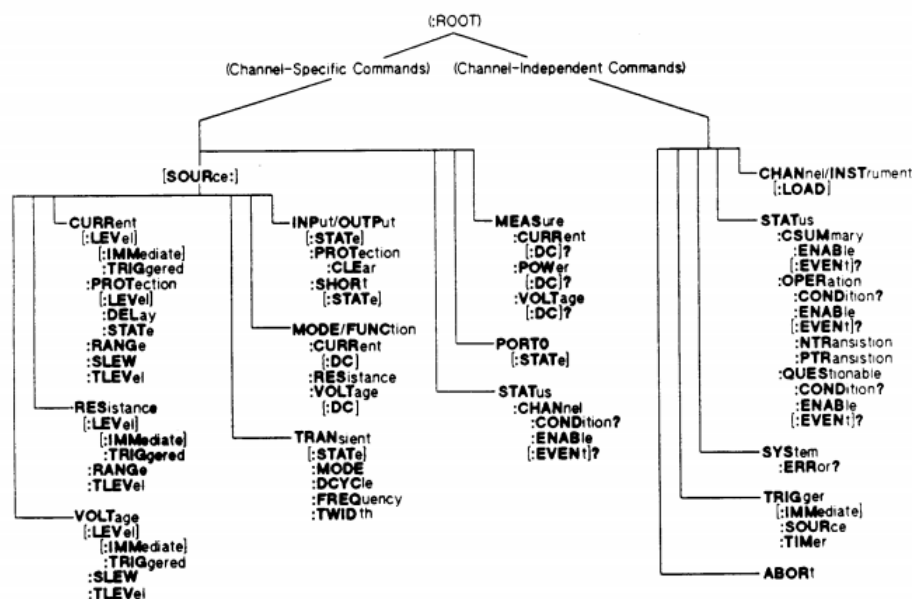 (:ROOT)
(Channel-Specific Commands)
(Channel-Independent Commands)
[SOURce:]
CURRent
[:LEVel]
[:IMMediate]
:TRIGgered
:PROTection
[:LEVel]
:DELay
:STATe
:RANGe
:SLEW
:TLEVel
RESistance
[:LEVel]
[:IMMediate]
:TRIGgered
:RANGe
:TLEVel
VOLTage
[:LEVel]
[:IMMediate]
:TRIGgered
:SLEW
:TLEVel
INPut/OUTPut
[:STATe]
:PROTection
:CLEar
:SHORt
[:STATe]
MODE/FUNCtion
:CURRent
[:DC]
:RESistance
:VOLTage
[:DC]
TRANsient
[:STATe]
:MODE
:DCYCle
:FREQuency
:TWIDth
MEASure
:CURRent
[:DC]?
:POWer
[:DC]?
:VOLTage
[:DC]?
PORT0
[:STATe]
STATus
:CHANnel
:CONDition?
:ENABle
[:EVENt]?
CHANnel/INSTrument
[:LOAD]
STATus
:CSUMmary
:ENABle
[:EVENt]?
:OPERation
:CONDition?
:ENABle
[:EVENt]?
:NTRansistion
:PTRansistion
:QUEStionable
:CONDition?
:ENABle
[:EVENt]?
SYStem
:ERRor?
TRIGger
[:IMMediate]
:SOURce
:TIMer
ABORt